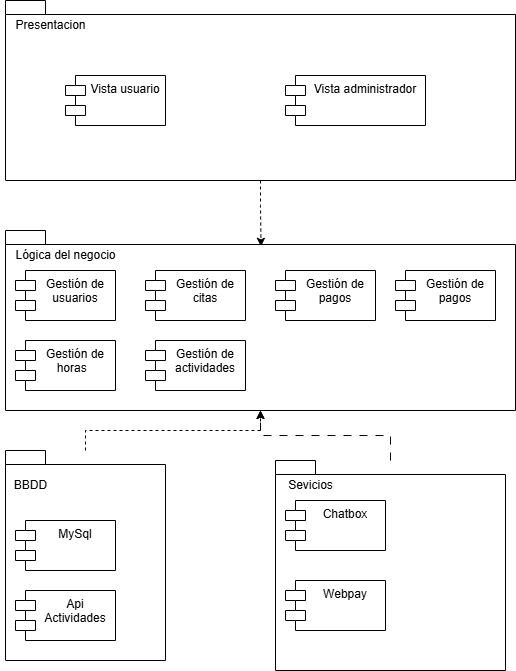 Presentacion
Vista usuario
Vista administrador
Lógica del negocio
Gestión de
usuarios
Gestión de
citas
Gestión de
pagos
Gestión de
pagos
Gestión de
horas
Gestión de
actividades
BBDD
MySql
Api
Actividades
Sevicios
Chatbox
Webpay